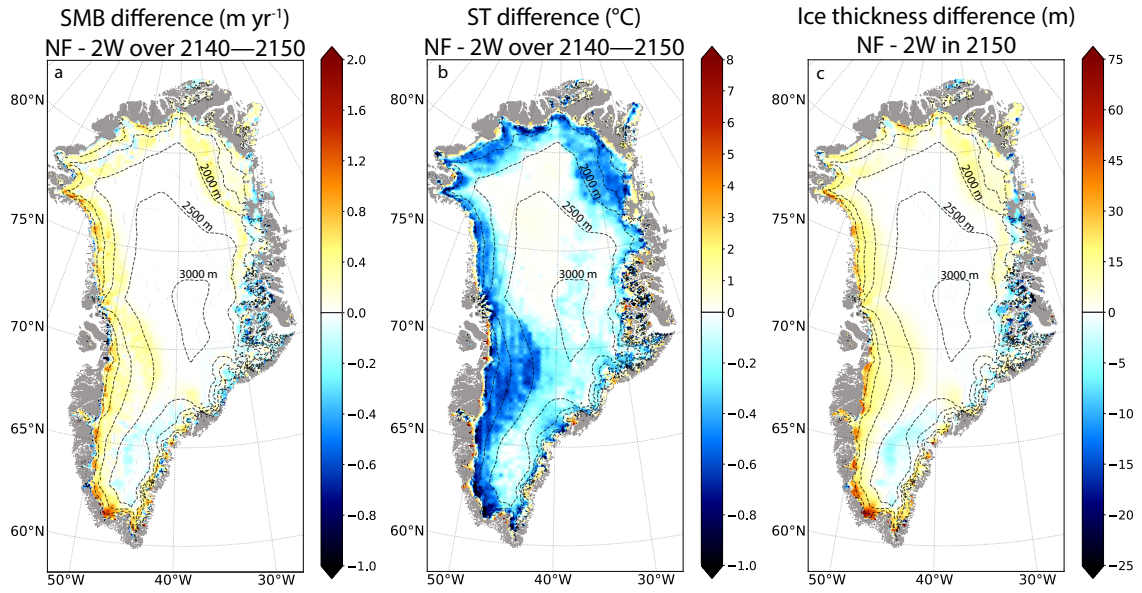 SMB difference (m yr⁻¹)
NF - 2W over 2140—2150
ST difference (°C)
NF - 2W over 2140—2150
Ice thickness difference (m)
NF - 2W in 2150
a
80°N
75°N
70°N
65°N
60°N
50°W
40°W
30°W
2000 m
2500 m
3000 m
2.0
1.6
1.2
0.8
0.4
0.0
−0.2
−0.4
−0.6
−0.8
−1.0
b
80°N
75°N
70°N
65°N
60°N
50°W
40°W
30°W
2000 m
2500 m
3000 m
8
7
6
5
4
3
2
1
0
−0.2
−0.4
−0.6
−0.8
−1.0
c
80°N
75°N
70°N
65°N
60°N
50°W
40°W
30°W
2000 m
2500 m
3000 m
75
60
45
30
15
0
−5
−10
−15
−20
−25